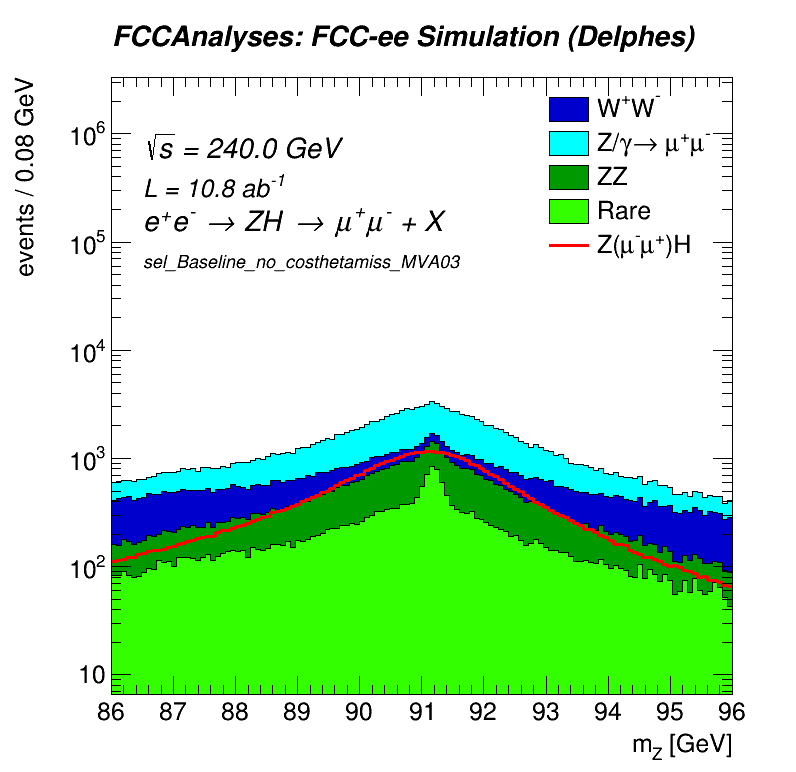 FCCAnalyses: FCC-ee Simulation (Delphes)
events / 0.08 GeV
10⁶
10⁵
10⁴
10³
10²
10
√s = 240.0 GeV
L = 10.8 ab⁻¹
e⁺e⁻ → ZH → μ⁺μ⁻ + X
sel_Baseline_no_costhetamiss_MVA03
W⁺W⁻
Z/γ→ μ⁺μ⁻
ZZ
Rare
Z(μ⁻μ⁺)H
86 87 88 89 90 91 92 93 94 95 96
m_Z [GeV]